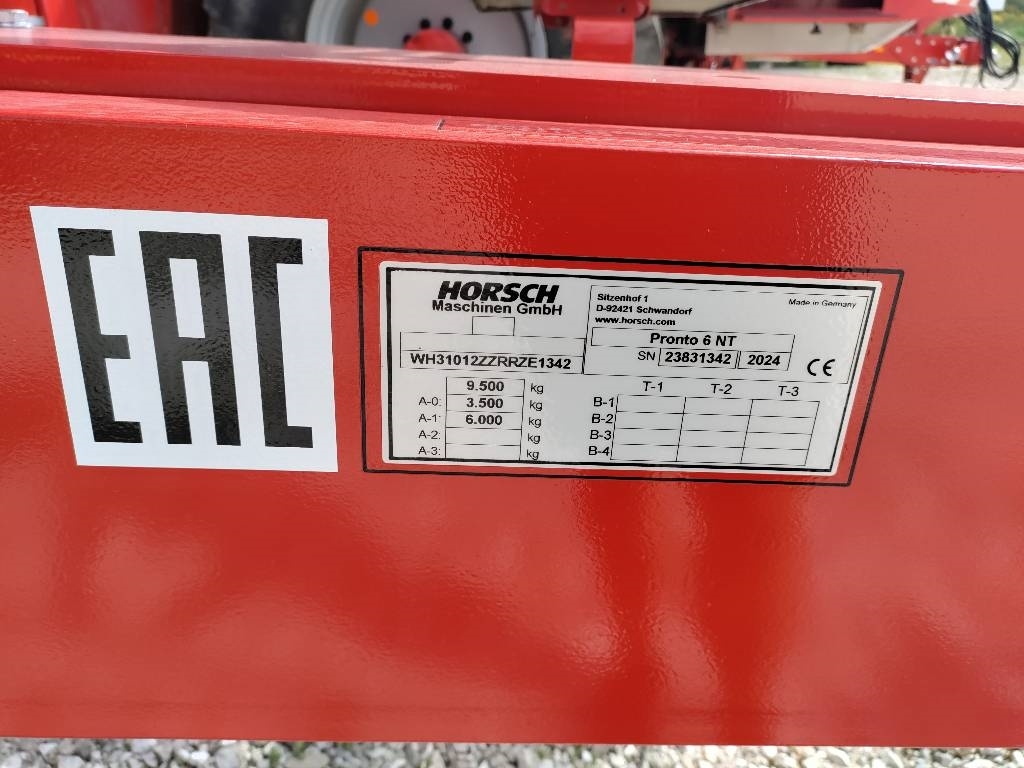 EAC
HORSCH
Maschinen GmbH
Sitzenhof 1
D-92421 Schwandorf
www.horsch.com
Made in Germany
Pronto 6 NT
SN 23831342 2024
CE
WH31012ZZRRZE1342
9.500 kg
A-0: 3.500 kg
A-1: 6.000 kg
A-2: kg
A-3: kg
T-1 T-2 T-3
B-1
B-2
B-3
B-4